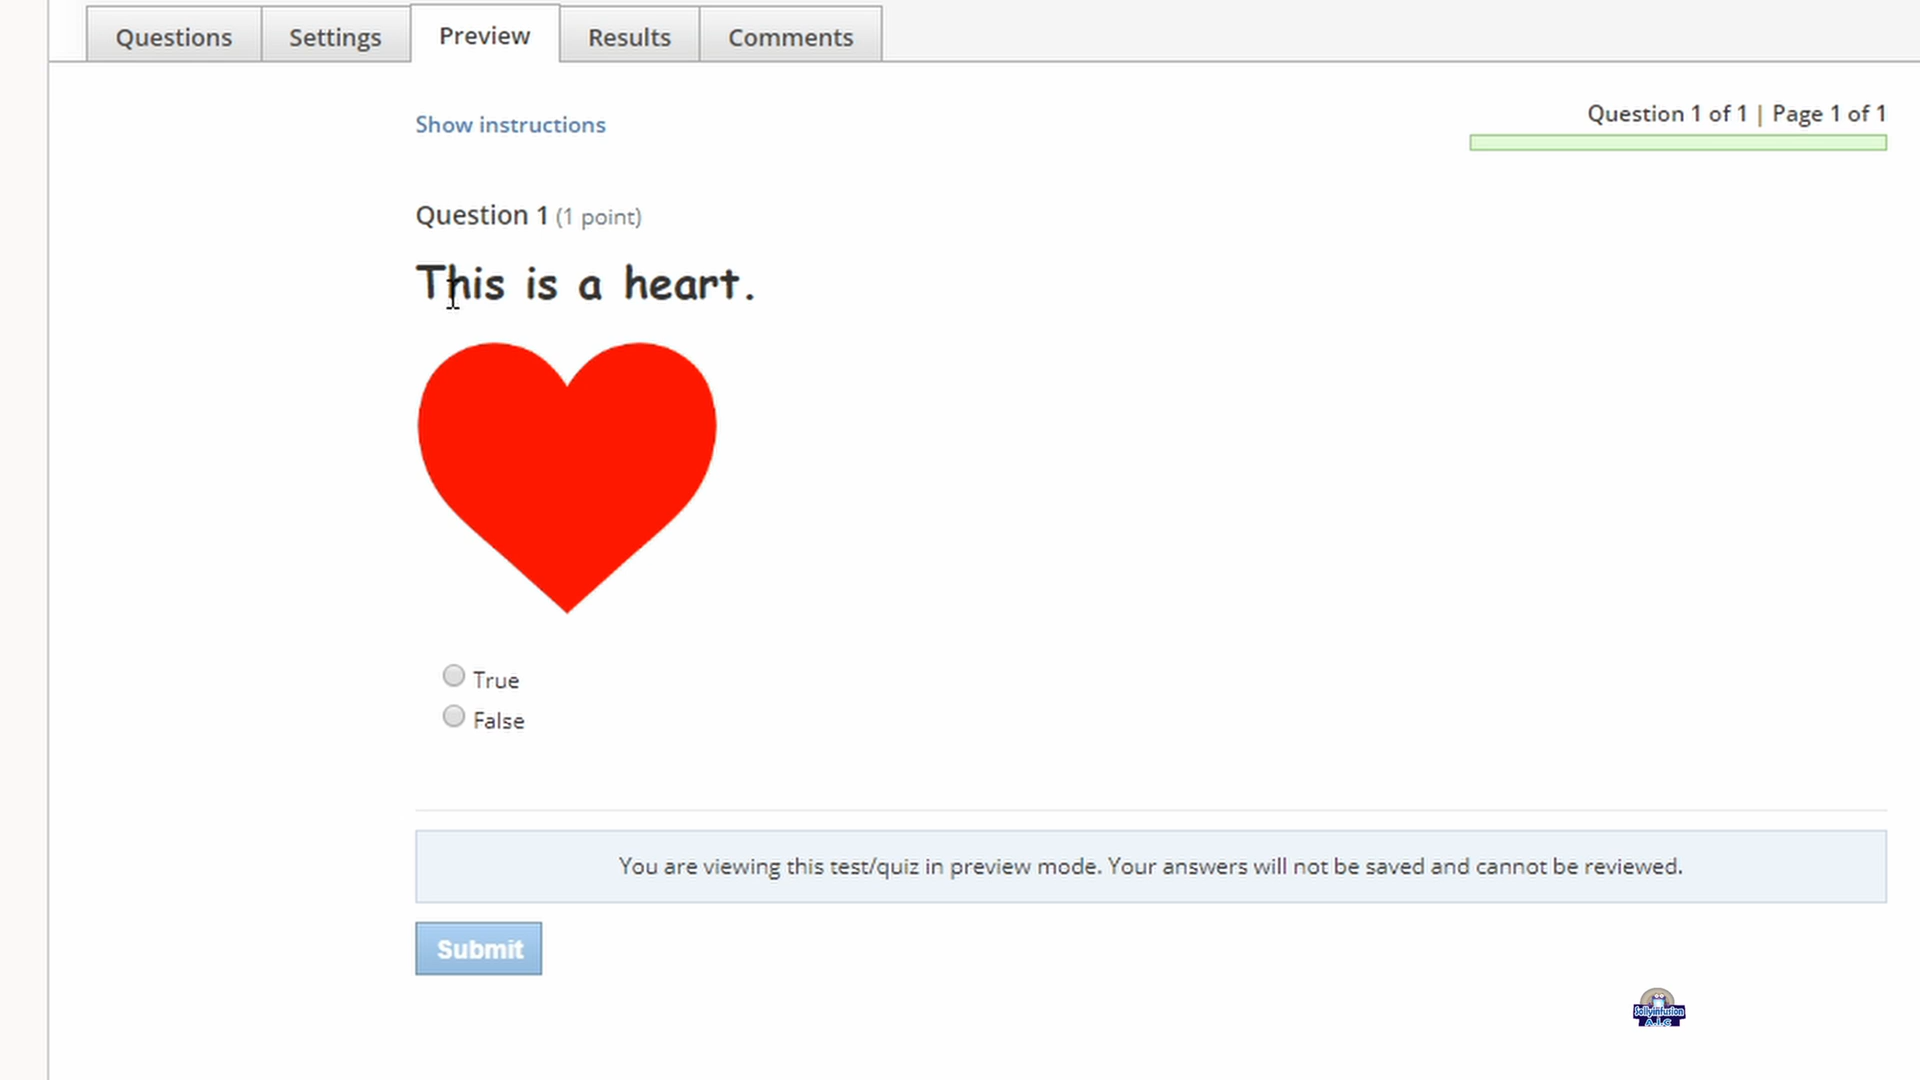 Questions Settings Preview Results Comments
Show instructions
Question 1 of 1 | Page 1 of 1
Question 1 (1 point)
This is a heart.
True
False
You are viewing this test/quiz in preview mode. Your answers will not be saved and cannot be reviewed.
Submit
Sollyinfusion
A.I.C